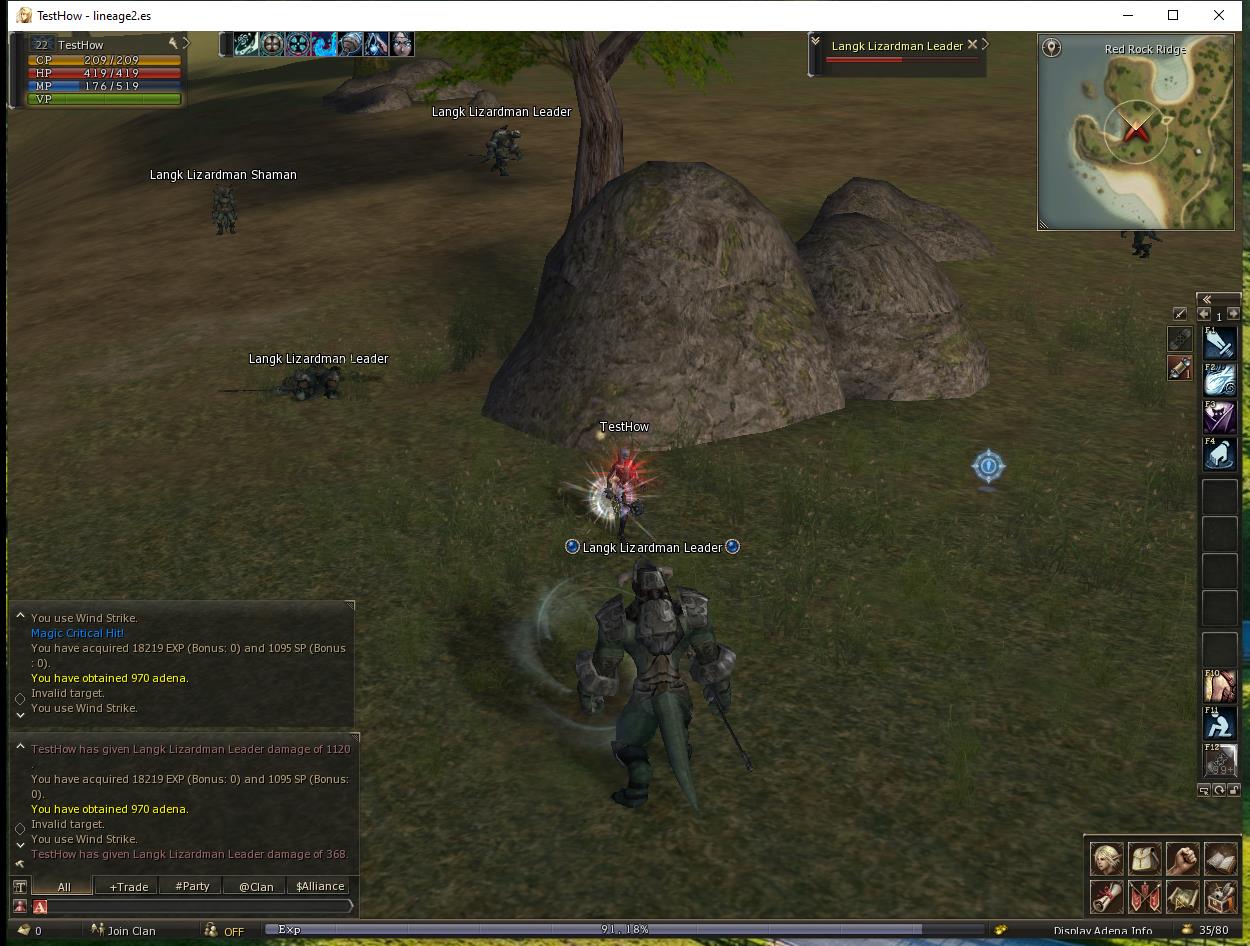 TestHow - lineage2.es
22 TestHow
CP 209/209
HP 419/419
MP 176/519
VP
Langk Lizardman Leader
Red Rock Ridge
Langk Lizardman Leader
Langk Lizardman Shaman
Langk Lizardman Leader
TestHow
Langk Lizardman Leader
1
F1
F2
F3
F4
F10
F11
F12
99+
1
You use Wind Strike.
Magic Critical Hit!
You have acquired 18219 EXP (Bonus: 0) and 1095 SP (Bonus
: 0).
You have obtained 970 adena.
Invalid target.
You use Wind Strike.
TestHow has given Langk Lizardman Leader damage of 1120
.
You have acquired 18219 EXP (Bonus: 0) and 1095 SP (Bonus:
0).
You have obtained 970 adena.
Invalid target.
You use Wind Strike.
TestHow has given Langk Lizardman Leader damage of 368.
All +Trade #Party @Clan $Alliance
A
0 Join Clan OFF Exp 91.18% Display Adena Info 35/80